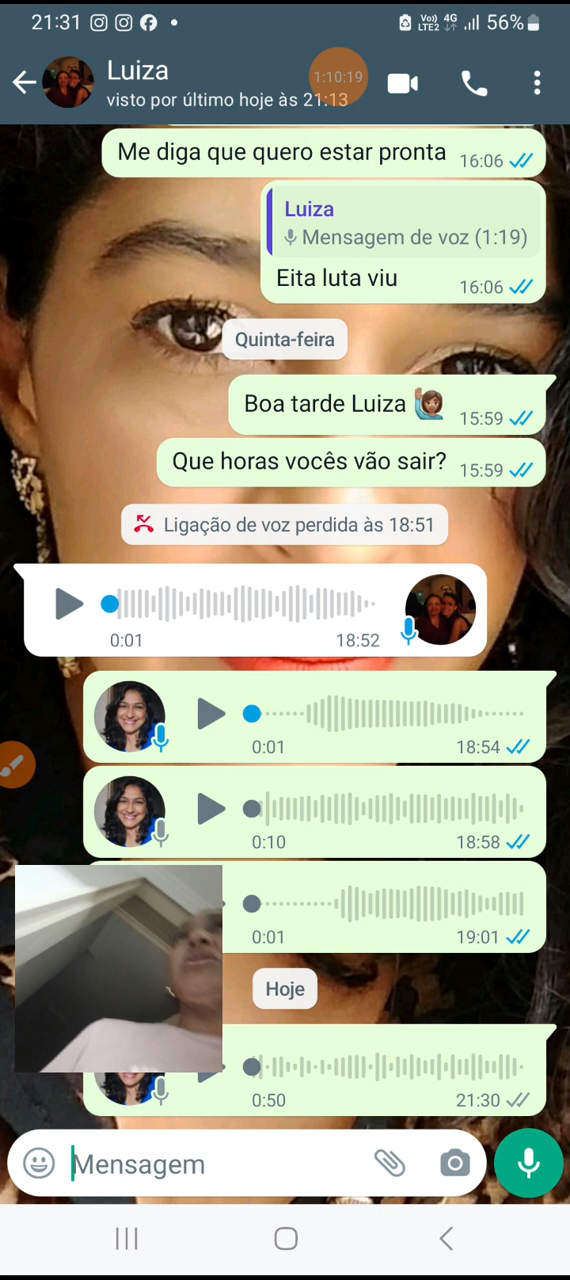 21:31
Vo)) 4G
LTE2
56%
Luiza
1:10:19
visto por último hoje às 21:13
Me diga que quero estar pronta 16:06
Luiza
Mensagem de voz (1:19)
Eita luta viu 16:06
Quinta-feira
Boa tarde Luiza 15:59
Que horas vocês vão sair? 15:59
Ligação de voz perdida às 18:51
0:01 18:52
0:01 18:54
0:10 18:58
0:01 19:01
Hoje
0:50 21:30
Mensagem